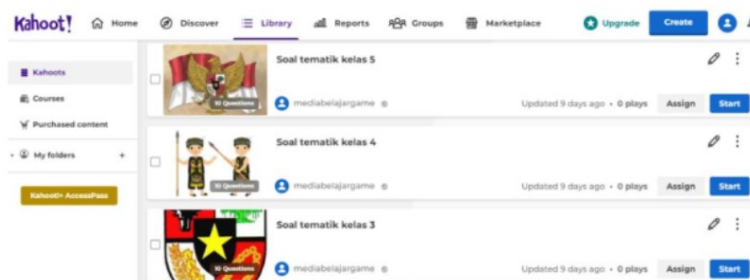 Kahoot! Home Discover Library Reports Groups Marketplace Upgrade Create
Kahoots
Courses
Purchased content
My folders +
Kahoot!+ AccessPass
Soal tematik kelas 5
10 Questions
mediabelajargame
Updated 9 days ago • 0 plays Assign Start
Soal tematik kelas 4
10 Questions
mediabelajargame
Updated 9 days ago • 0 plays Assign Start
Soal tematik kelas 3
10 Questions
mediabelajargame
Updated 9 days ago • 0 plays Assign Start